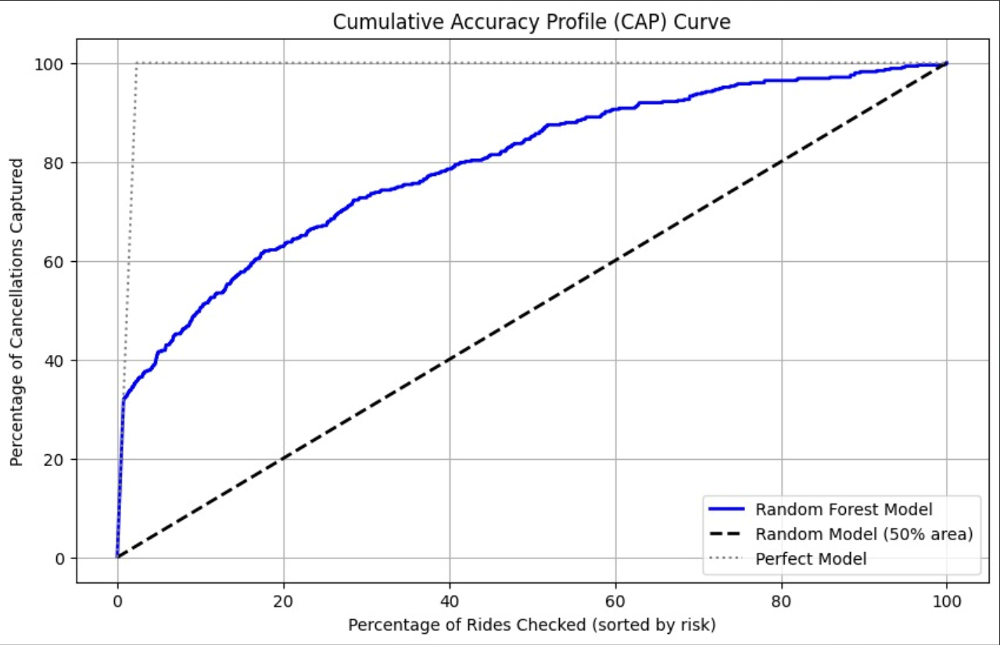 Cumulative Accuracy Profile (CAP) Curve
Percentage of Cancellations Captured
100
80
60
40
20
0
Random Forest Model
Random Model (50% area)
Perfect Model
0 20 40 60 80 100
Percentage of Rides Checked (sorted by risk)